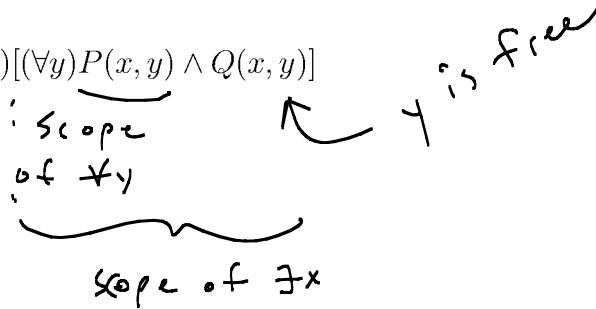 )[(∀y)P(x, y) ∧ Q(x, y)]
y is free
scope
of ∀y
scope of ∃x